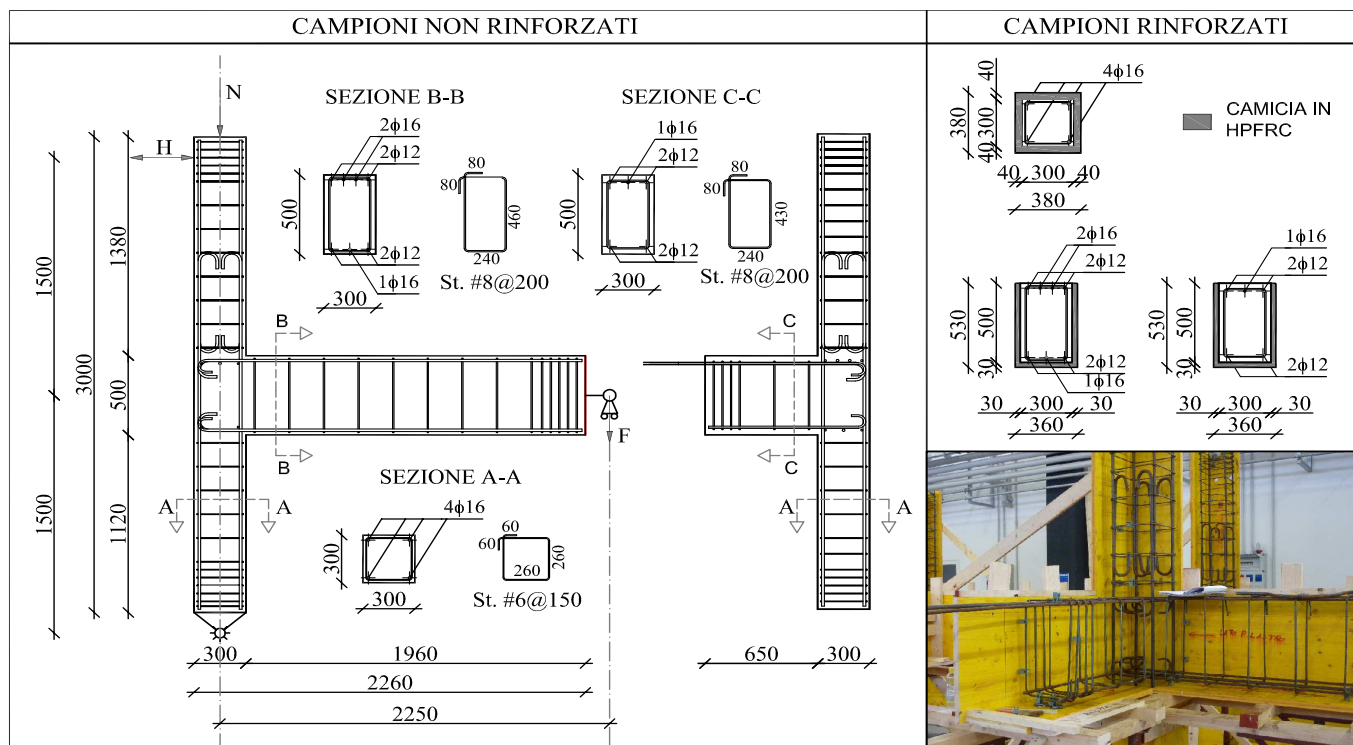 CAMPIONI NON RINFORZATI
CAMPIONI RINFORZATI
N
H
3000
1500
1500
1380
500
1120
SEZIONE B-B
2ϕ16
2ϕ12
500
2ϕ12
1ϕ16
300
80
80
460
240
St. #8@200
SEZIONE C-C
1ϕ16
2ϕ12
500
2ϕ12
300
80
80
430
240
St. #8@200
B
B
C
C
F
SEZIONE A-A
4ϕ16
300
300
60
60
260
260
St. #6@150
A
A
A
A
300
1960
2260
2250
650
300
4ϕ16
40
300
40
380
40
300
40
380
CAMICIA IN
HPFRC
2ϕ16
2ϕ12
530
500
30
2ϕ12
1ϕ16
30
300
30
360
1ϕ16
2ϕ12
530
500
30
2ϕ12
30
300
30
360